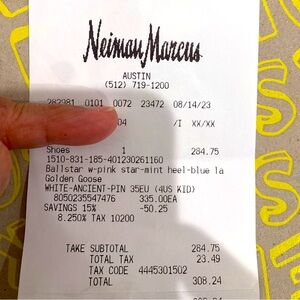 Neiman Marcus
AUSTIN
(512) 719-1200
282981 0101 0072 23472 08/14/23
04 /I XX/XX
Shoes 1 284.75
1510-831-185-401230261160
Ballstar w-pink star-mint heel-blue la
Golden Goose
WHITE-ANCIENT-PIN 35EU (4US KID)
8050235547476 335.00EA
SAVINGS 15% -50.25
8.250% TAX 10200
TAKE SUBTOTAL 284.75
TOTAL TAX 23.49
TAX CODE 4445301502
TOTAL 308.24